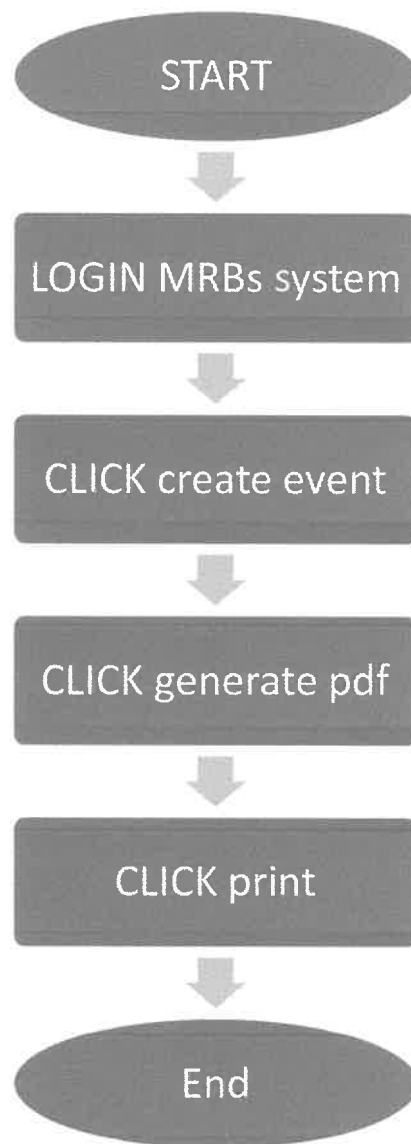 START
LOGIN MRBs system
CLICK create event
CLICK generate pdf
CLICK print
End